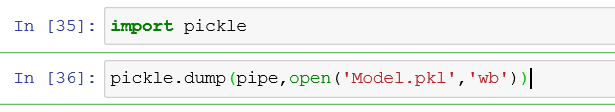 In [35]: import pickle
In [36]: pickle.dump(pipe,open('Model.pkl','wb'))